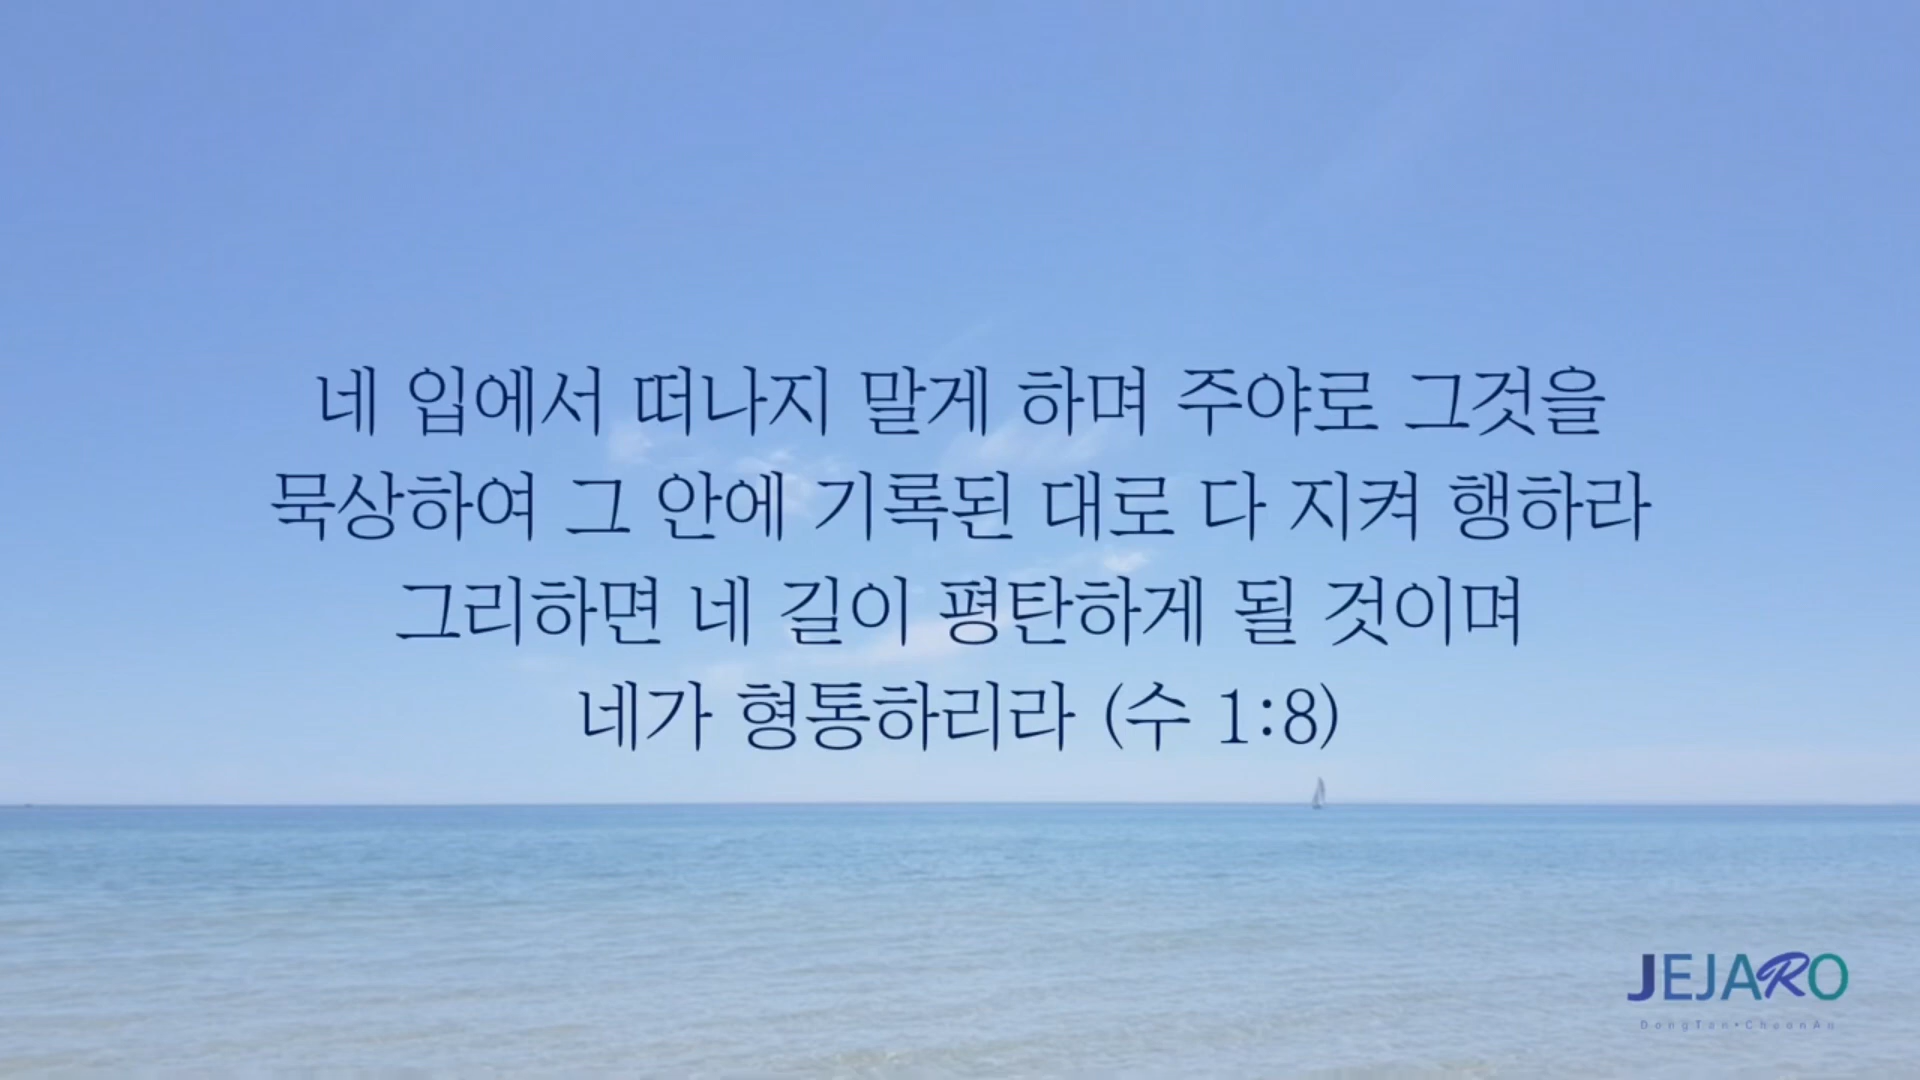 네 입에서 떠나지 말게 하며 주야로 그것을
묵상하여 그 안에 기록된 대로 다 지켜 행하라
그리하면 네 길이 평탄하게 될 것이며
네가 형통하리라 (수 1:8)
JEJARO
DongTan•CheonAn